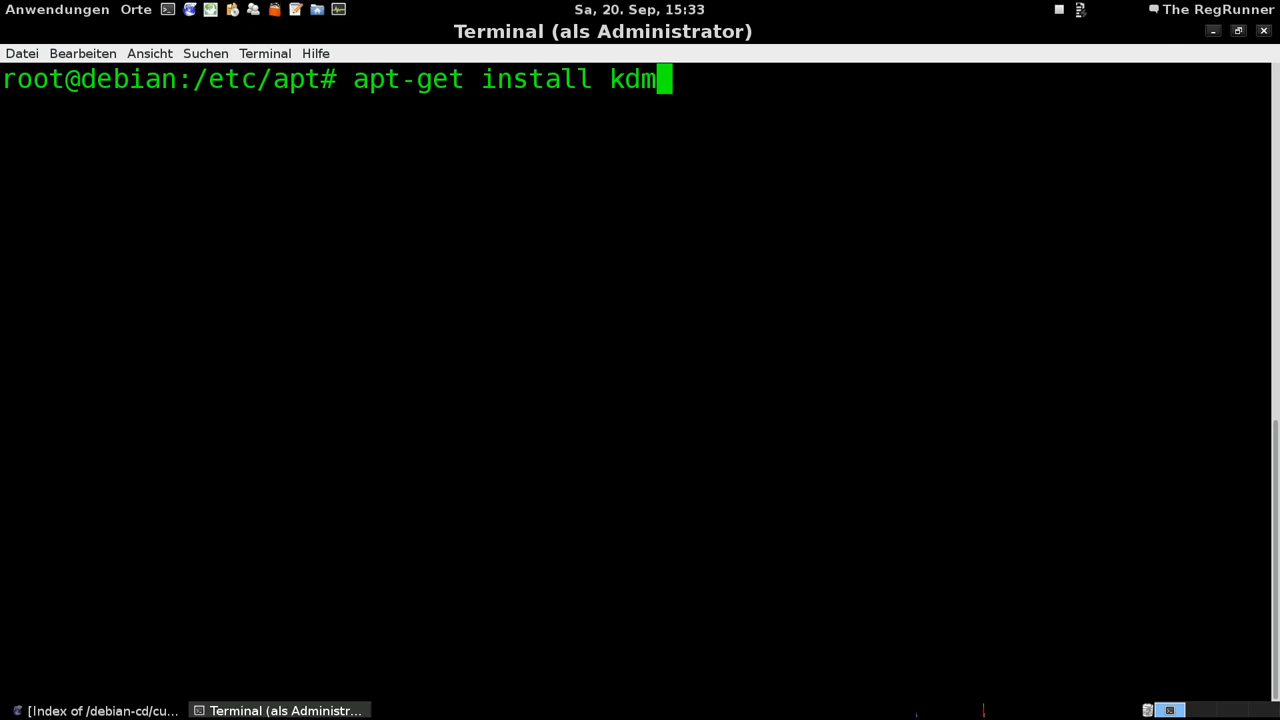 Anwendungen Orte Sa, 20. Sep, 15:33 The RegRunner
Terminal (als Administrator)
Datei Bearbeiten Ansicht Suchen Terminal Hilfe
root@debian:/etc/apt# apt-get install kdm
[Index of /debian-cd/cu... Terminal (als Administr...